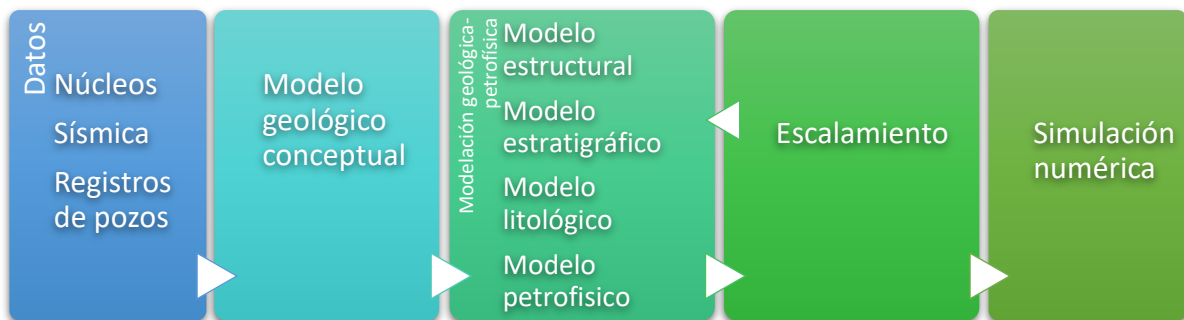 Datos
Núcleos
Sísmica
Registros
de pozos
Modelo
geológico
conceptual
Modelación geológica-
petrofísica
Modelo
estructural
Modelo
estratigráfico
Modelo
litológico
Modelo
petrofisico
Escalamiento
Simulación
numérica